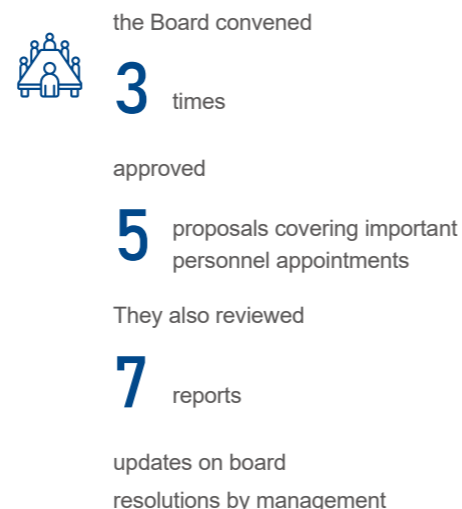 the Board convened
3 times
approved
5 proposals covering important
personnel appointments
They also reviewed
7 reports
updates on board
resolutions by management